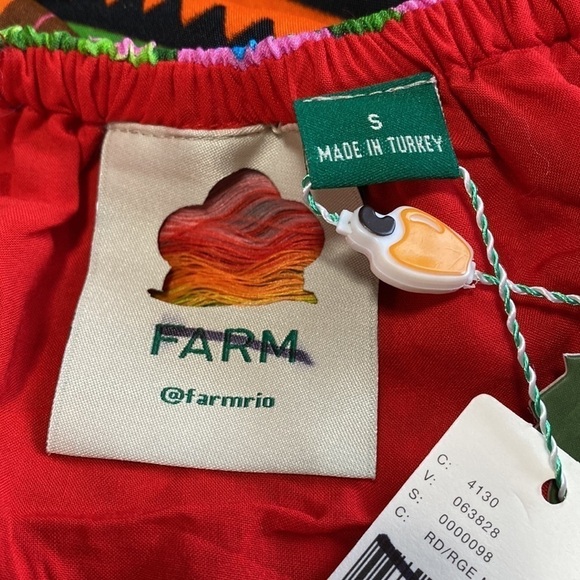 S
MADE IN TURKEY
FARM
@farmrio
C: 4130
V: 063828
S: 0000098
C: RD/RGE